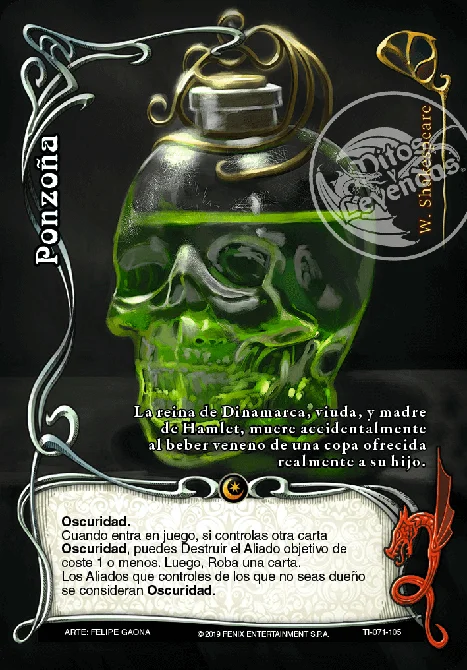 Ponzoña
W. Shakespeare
Mitos
y
Leyendas
La reina de Dinamarca, viuda, y madre
de Hamlet, muere accidentalmente
al beber veneno de una copa ofrecida
realmente a su hijo.
Oscuridad.
Cuando entra en juego, si controlas otra carta
Oscuridad, puedes Destruir el Aliado objetivo de
coste 1 o menos. Luego, Roba una carta.
Los Aliados que controles de los que no seas dueño
se consideran Oscuridad.
ARTE: FELIPE GAONA © 2019 FENIX ENTERTAINMENT S.P.A. TI-071-105